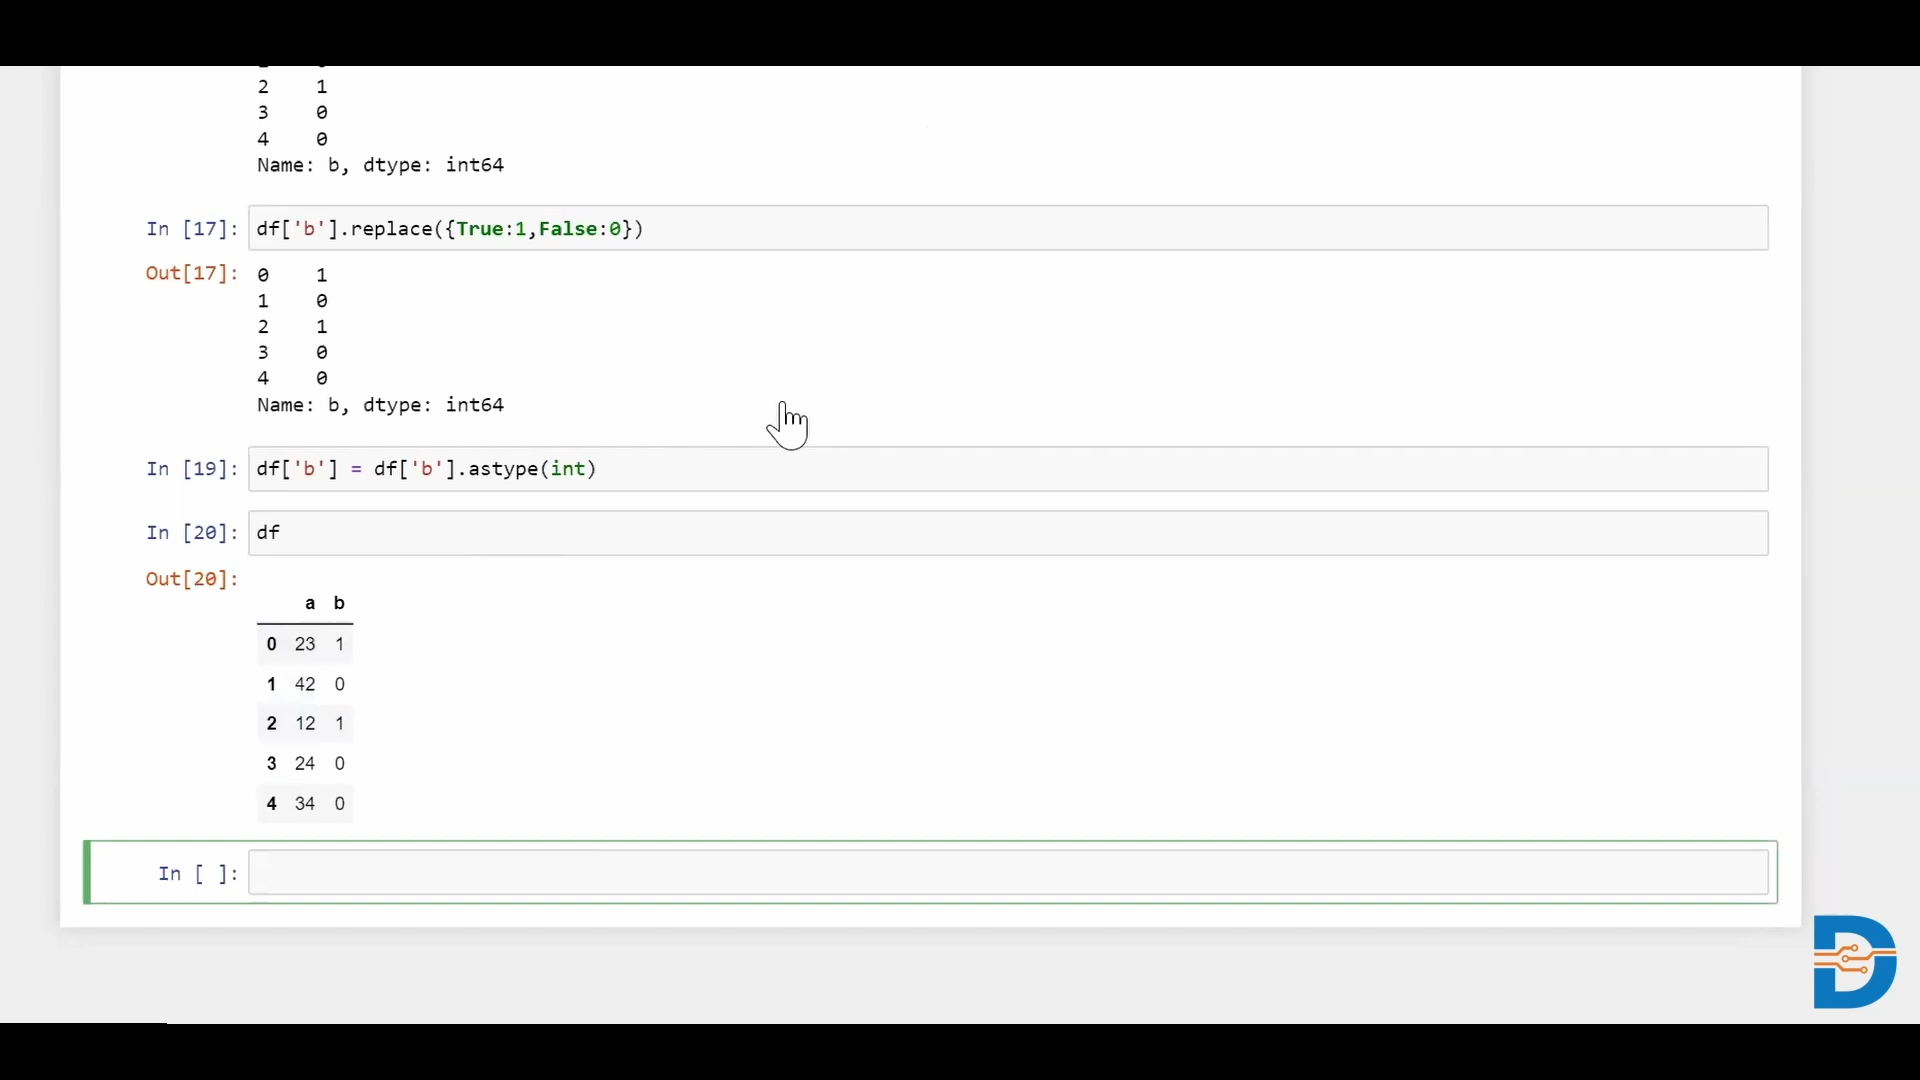 2 1
3 0
4 0
Name: b, dtype: int64
In [17]: df['b'].replace({True:1,False:0})
Out[17]: 0 1
1 0
2 1
3 0
4 0
Name: b, dtype: int64
In [19]: df['b'] = df['b'].astype(int)
In [20]: df
Out[20]:
a b
0 23 1
1 42 0
2 12 1
3 24 0
4 34 0
In [ ]: